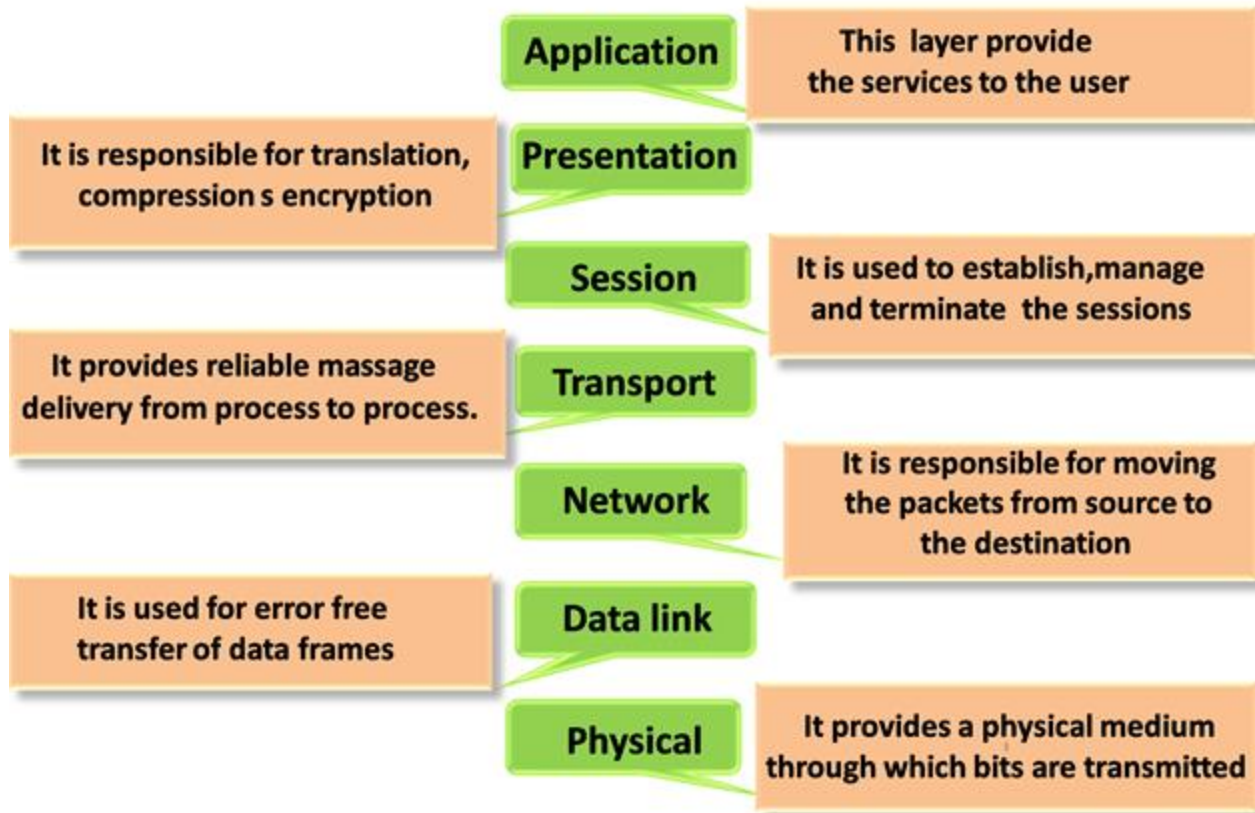 Application
This layer provide
the services to the user
Presentation
It is responsible for translation,
compression s encryption
Session
It is used to establish,manage
and terminate the sessions
Transport
It provides reliable massage
delivery from process to process.
Network
It is responsible for moving
the packets from source to
the destination
Data link
It is used for error free
transfer of data frames
Physical
It provides a physical medium
through which bits are transmitted